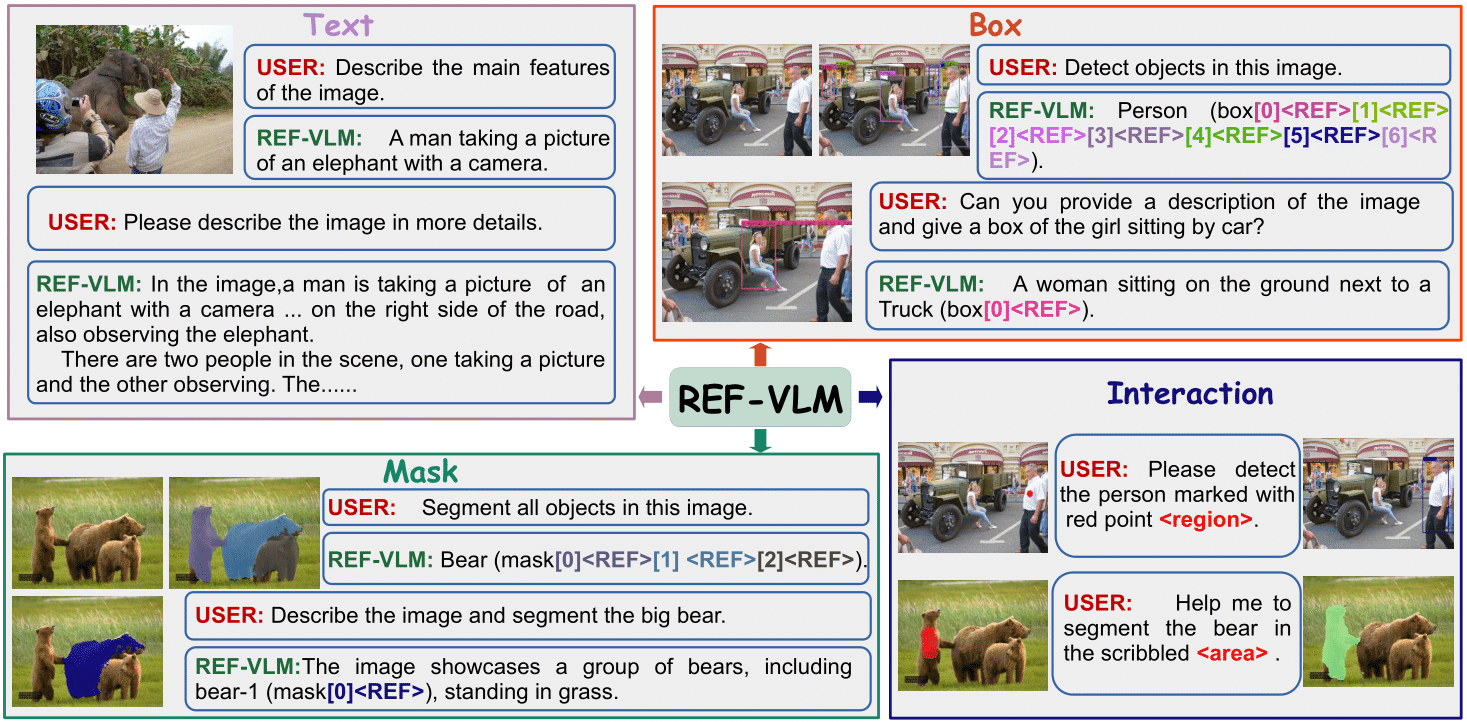 Text
USER: Describe the main features
of the image.
REF-VLM: A man taking a picture
of an elephant with a camera.
USER: Please describe the image in more details.
REF-VLM: In the image,a man is taking a picture of an
elephant with a camera ... on the right side of the road,
also observing the elephant.
There are two people in the scene, one taking a picture
and the other observing. The......
Box
USER: Detect objects in this image.
REF-VLM: Person (box[0]<REF>[1]<REF>
[2]<REF>[3]<REF>[4]<REF>[5]<REF>[6]<R
EF>).
USER: Can you provide a description of the image
and give a box of the girl sitting by car?
REF-VLM: A woman sitting on the ground next to a
Truck (box[0]<REF>).
REF-VLM
Mask
USER: Segment all objects in this image.
REF-VLM: Bear (mask[0]<REF>[1] <REF>[2]<REF>).
USER: Describe the image and segment the big bear.
REF-VLM:The image showcases a group of bears, including
bear-1 (mask[0]<REF>), standing in grass.
Interaction
USER: Please detect
the person marked with
red point <region>.
USER: Help me to
segment the bear in
the scribbled <area> .